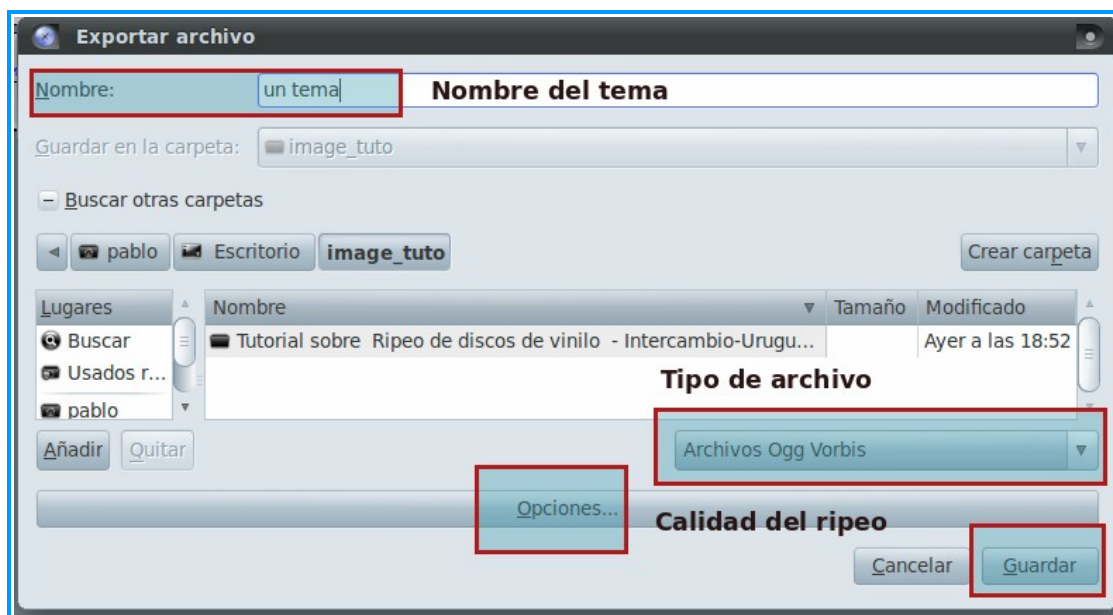 Exportar archivo
Nombre: un tema Nombre del tema
Guardar en la carpeta: image_tuto
Buscar otras carpetas
pablo Escritorio image_tuto Crear carpeta
Lugares Nombre Tamaño Modificado
Buscar Tutorial sobre Ripeo de discos de vinilo - Intercambio-Urugu... Ayer a las 18:52
Usados r...
Tipo de archivo
pablo
Añadir Quitar Archivos Ogg Vorbis
Opciones...
Calidad del ripeo
Cancelar Guardar